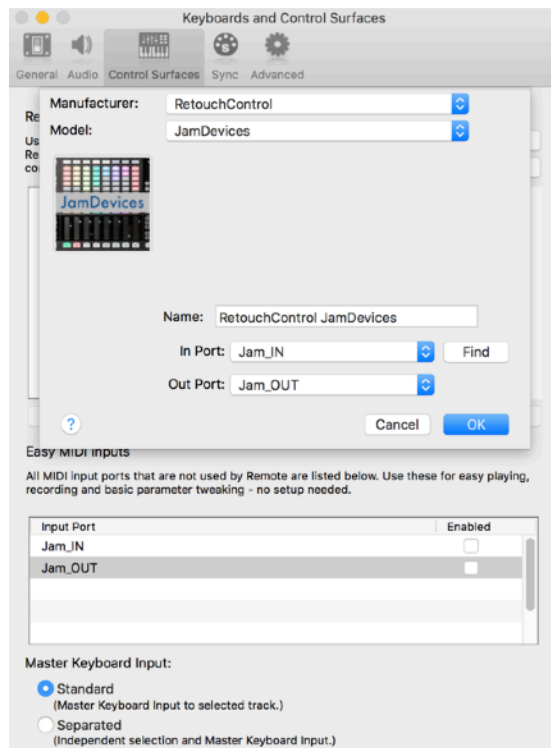 Keyboards and Control Surfaces
General Audio Control Surfaces Sync Advanced
Manufacturer: RetouchControl
Model: JamDevices
Re
Us
Re
co
JamDevices
Name: RetouchControl JamDevices
In Port: Jam_IN Find
Out Port: Jam_OUT
? Cancel OK
Easy MIDI Inputs
All MIDI input ports that are not used by Remote are listed below. Use these for easy playing,
recording and basic parameter tweaking - no setup needed.
Input Port Enabled
Jam_IN
Jam_OUT
Master Keyboard Input:
Standard
(Master Keyboard Input to selected track.)
Separated
(Independent selection and Master Keyboard Input.)